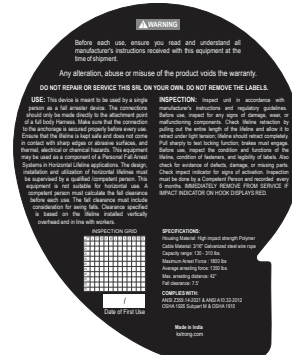 WARNING
Before each use, ensure you read and understand all
manufacturer's instructions received with this equipment at the
time of shipment.
Any alteration, abuse or misuse of the product voids the warranty.
DO NOT REPAIR OR SERVICE THIS SRL ON YOUR OWN. DO NOT REMOVE THE LABELS.
USE: This device is meant to be used by a single
person as a fall arrester device. The connections
should only be made directly to the attachment point
of a full body Harness. Make sure that the connection
to the anchorage is secured properly before every use.
Ensure that the lifeline is kept safe and does not come
in contact with sharp edges or abrasive surfaces, and
thermal, electrical or chemical hazards. This equipment
may be used as a component of a Personal Fall Arrest
Systems in Horizontal Lifeline applications. The design,
installation and utilization of horizontal lifelines must
be supervised by a qualified /competent person. This
equipment is not suitable for horizontal use. A
competent person must calculate the fall clearance
before each use. The fall clearance must include
consideration for swing falls. Clearance specified
is based on the lifeline installed vertically
overhead and in line with workers.
INSPECTION: Inspect unit in accordance with
manufacturer's instructions and regulatory guidelines.
Before use, inspect for any signs of damage, wear, or
malfunctioning components. Check lifeline retraction by
pulling out the entire length of the lifeline and allow it to
retract under light tension; lifeline should retract completely.
Pull sharply to test locking function; brakes must engage.
Before use, inspect the condition and functions of the
lifeline, condition of fasteners, and legibility of labels. Also
check for evidence of defects, damage, or missing parts.
Check impact indicator for signs of activation. Inspection
must be done by a Competent Person and recorded every
6 months. IMMEDIATELY REMOVE FROM SERVICE IF
IMPACT INDICATOR ON HOOK DISPLAYS RED.
INSPECTION GRID
/
Date of First Use
SPECIFICATIONS:
Housing Material: High impact strength Polymer
Cable Material: 3/16" Galvanized steel wire rope
Capacity range: 130 - 310 lbs.
Maximum Arrest Force : 1800 lbs
Average arresting force: 1350 lbs.
Max. arresting distance: 42"
Fall clearance: 7.5'
COMPLIES WITH:
ANSI Z359.14-2021 & ANSI A10.32-2012
OSHA 1926 Subpart M & OSHA 1910
Made in India
kstrong.com